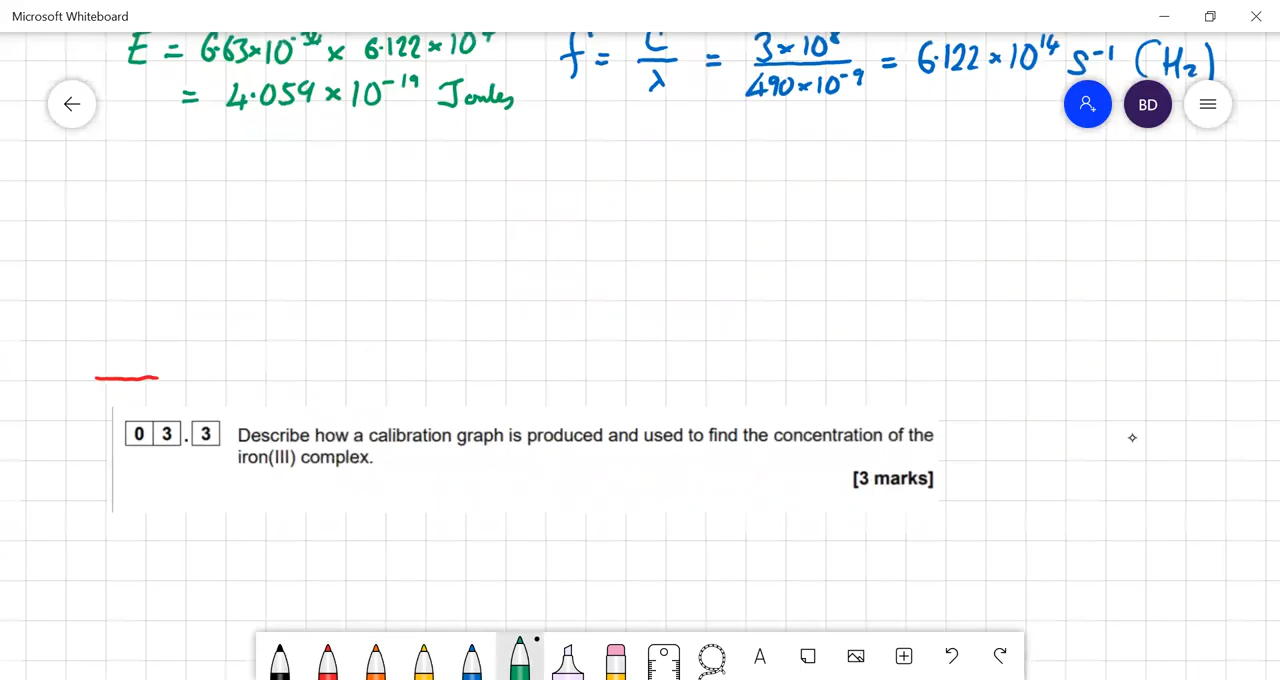 Microsoft Whiteboard
E = 6.63×10⁻³⁴ × 6.122×10
f = C/λ = 3×10⁸/490×10⁻⁹ = 6.122×10¹⁴ s⁻¹ (Hz)
= 4.059 × 10⁻¹⁹ Joules
BD
0 3 . 3 Describe how a calibration graph is produced and used to find the concentration of the
iron(III) complex.
[3 marks]
A